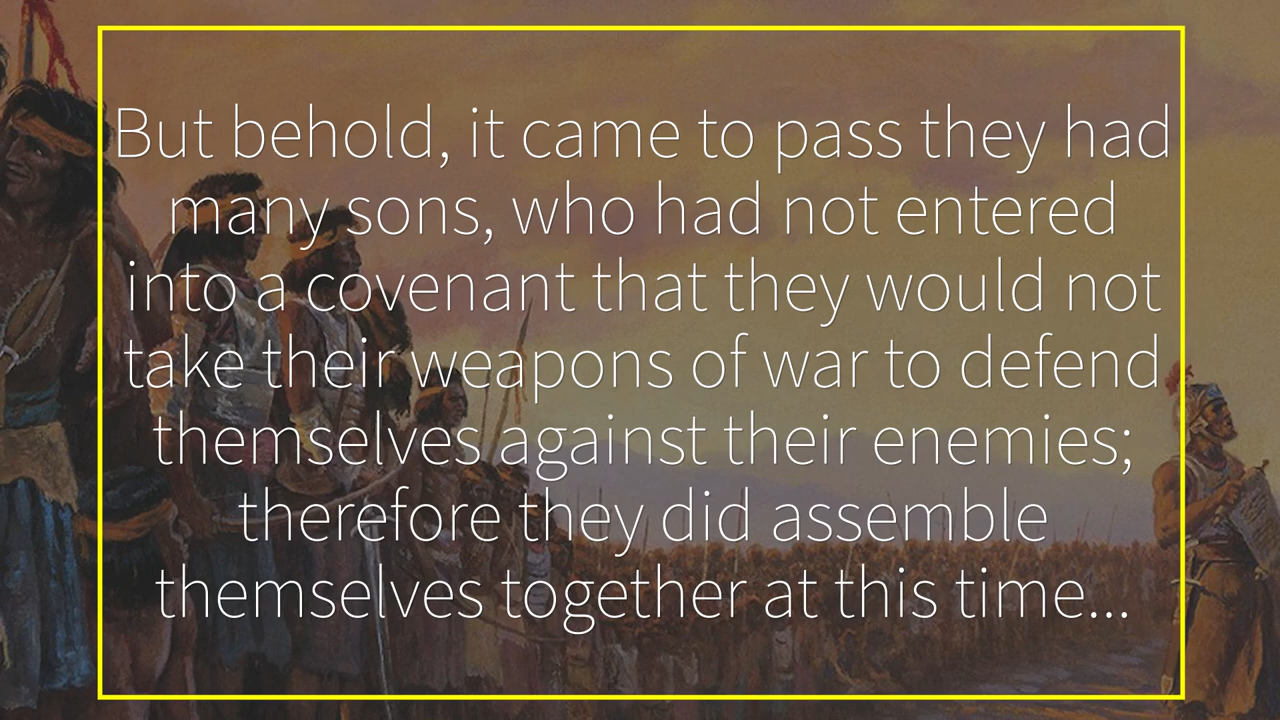 But behold, it came to pass they had
many sons, who had not entered
into a covenant that they would not
take their weapons of war to defend
themselves against their enemies;
therefore they did assemble
themselves together at this time...